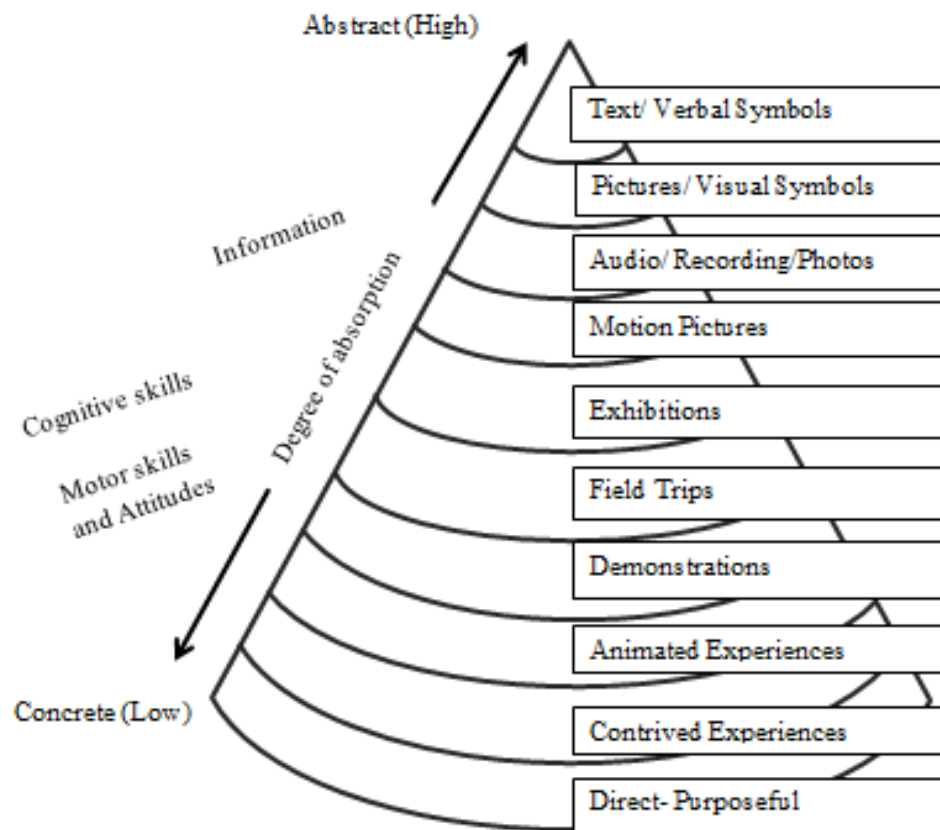 Abstract (High)
Text/ Verbal Symbols
Pictures/ Visual Symbols
Information
Audio/ Recording/Photos
Degree of absorption
Motion Pictures
Cognitive skills
Exhibitions
Motor skills
and Attitudes
Field Trips
Demonstrations
Animated Experiences
Concrete (Low)
Contrived Experiences
Direct- Purposeful